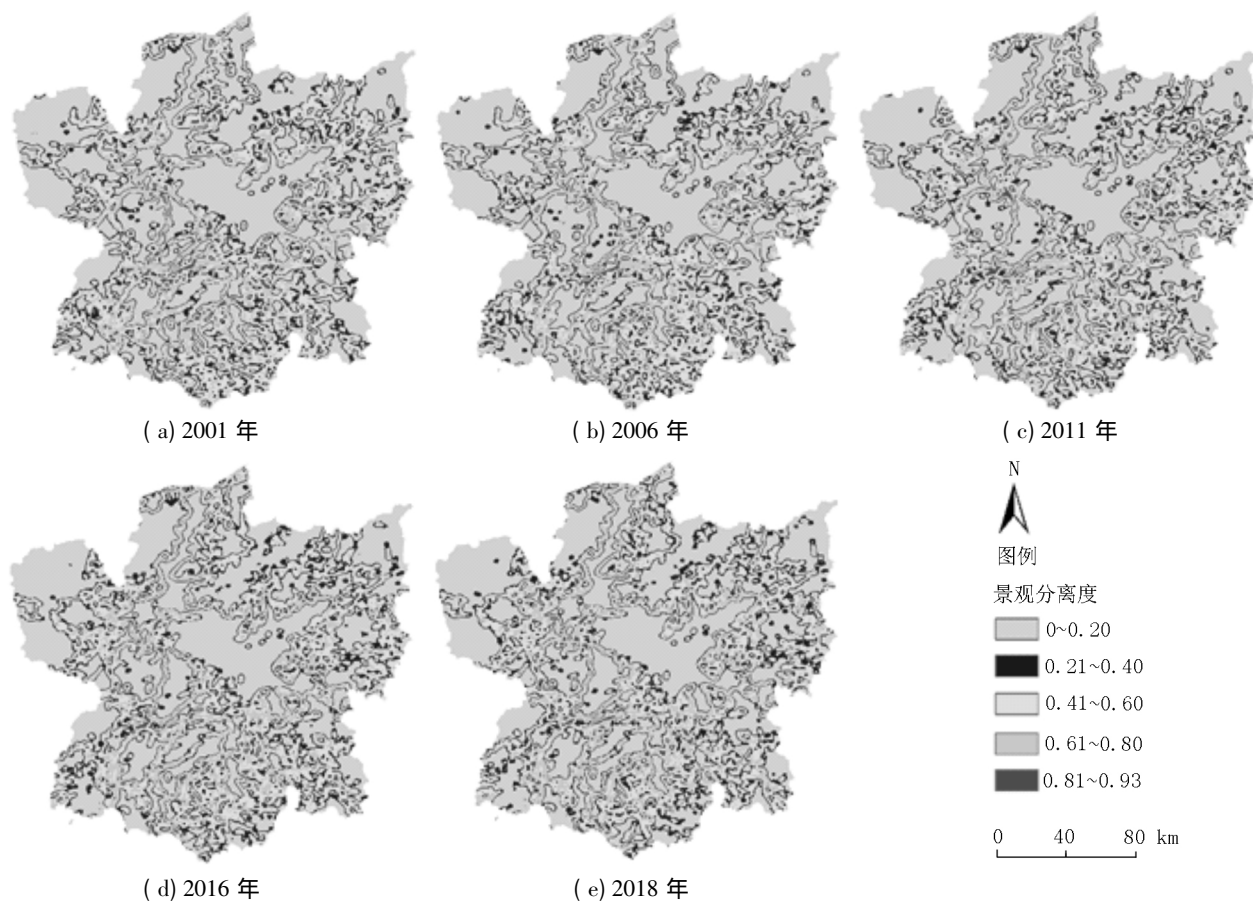 ( a) 2001 年
( b) 2006 年
( c) 2011 年
N
图例
景观分离度
0~0.20
0.21~0.40
0.41~0.60
0.61~0.80
0.81~0.93
0 40 80 km
( d) 2016 年
( e) 2018 年